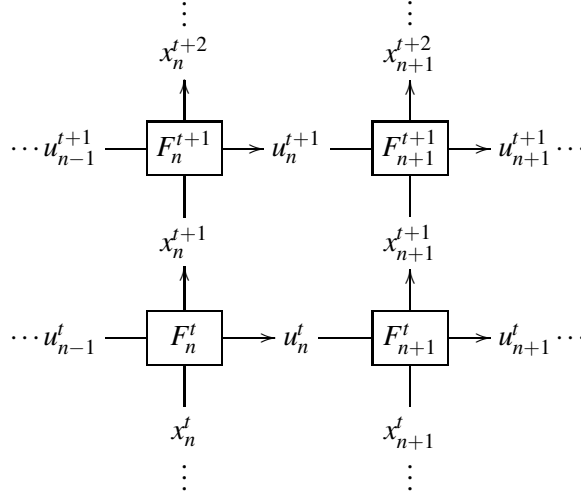 ⋮ ⋮
x_n^{t+2} x_{n+1}^{t+2}
⋯ u_{n-1}^{t+1} F_n^{t+1} u_n^{t+1} F_{n+1}^{t+1} u_{n+1}^{t+1} ⋯
x_n^{t+1} x_{n+1}^{t+1}
⋯ u_{n-1}^t F_n^t u_n^t F_{n+1}^t u_{n+1}^t ⋯
x_n^t x_{n+1}^t
⋮ ⋮